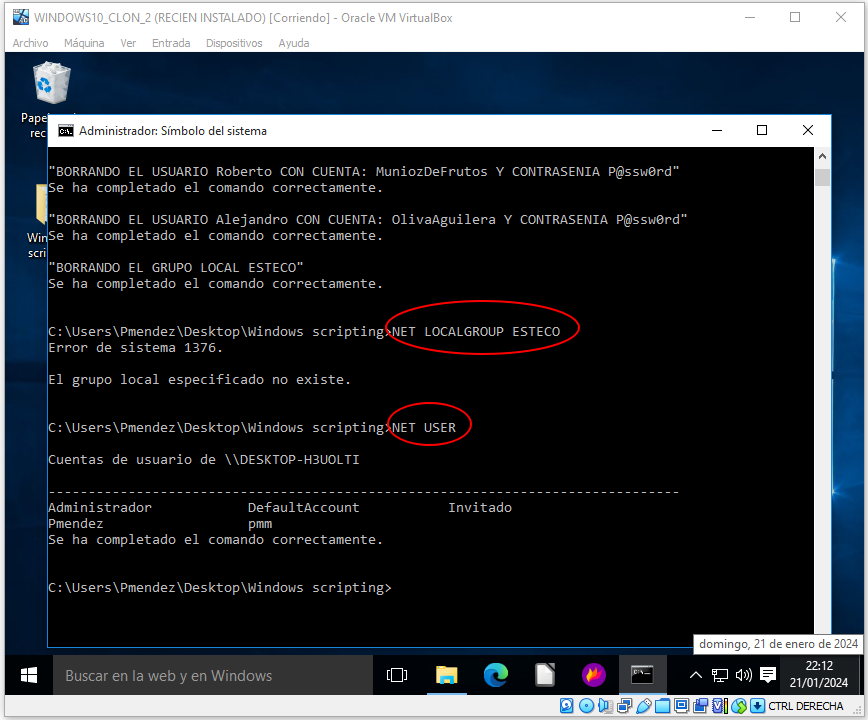 WINDOWS10_CLON_2 (RECIEN INSTALADO) [Corriendo] - Oracle VM VirtualBox
Archivo Máquina Ver Entrada Dispositivos Ayuda
Administrador: Símbolo del sistema
"BORRANDO EL USUARIO Roberto CON CUENTA: MuniozDeFrutos Y CONTRASENIA P@ssw0rd"
Se ha completado el comando correctamente.
"BORRANDO EL USUARIO Alejandro CON CUENTA: OlivaAguilera Y CONTRASENIA P@ssw0rd"
Se ha completado el comando correctamente.
"BORRANDO EL GRUPO LOCAL ESTECO"
Se ha completado el comando correctamente.
C:\Users\Pmendez\Desktop\Windows scripting>NET LOCALGROUP ESTECO
Error de sistema 1376.
El grupo local especificado no existe.
C:\Users\Pmendez\Desktop\Windows scripting>NET USER
Cuentas de usuario de \\DESKTOP-H3UOLTI
-------------------------------------------------------------------------------
Administrador DefaultAccount Invitado
Pmendez pmm
Se ha completado el comando correctamente.
C:\Users\Pmendez\Desktop\Windows scripting>
domingo, 21 de enero de 2024
Buscar en la web y en Windows
22:12
21/01/2024
CTRL DERECHA